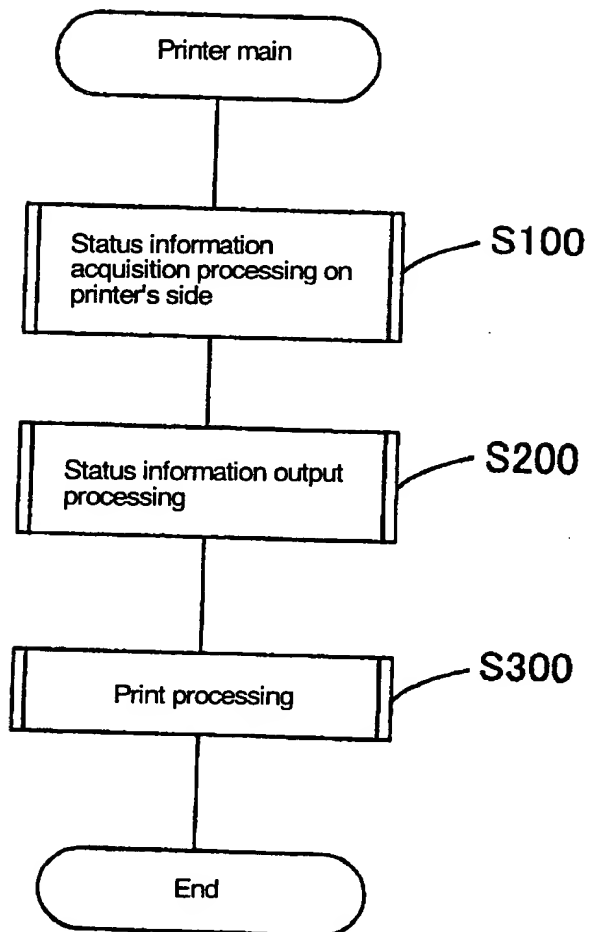 Printer main
Status information
acquisition processing on
printer's side
S100
Status information output
processing
S200
Print processing
S300
End